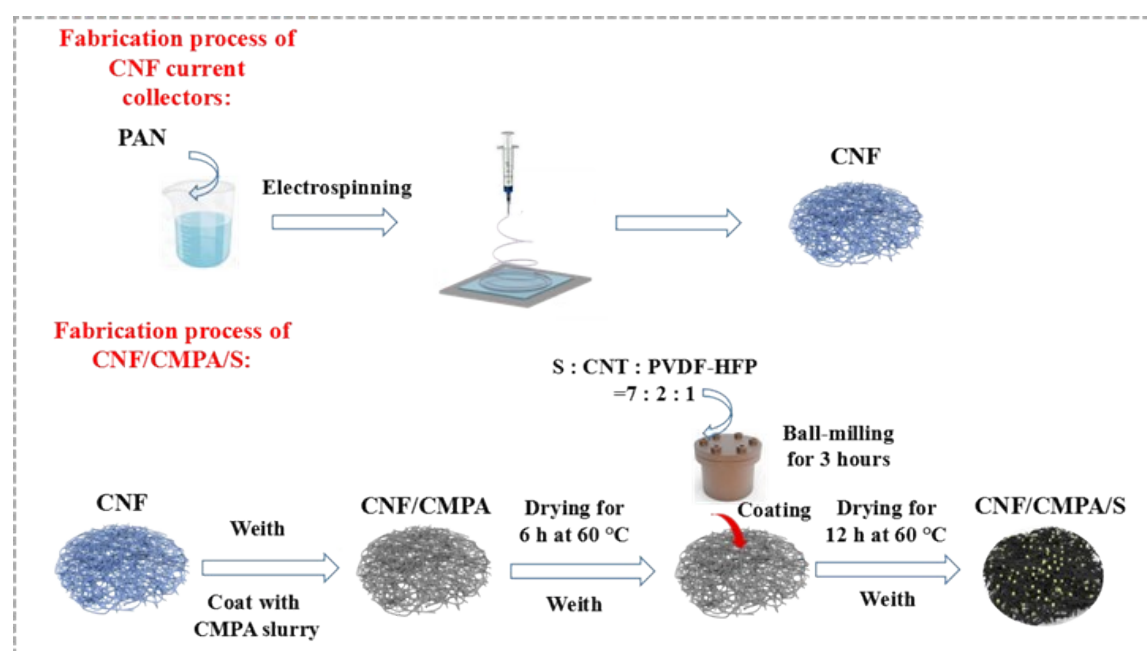 Fabrication process of
CNF current
collectors:
PAN
Electrospinning
CNF
Fabrication process of
CNF/CMPA/S:
S : CNT : PVDF-HFP
=7 : 2 : 1
Ball-milling
for 3 hours
CNF
Weith
Coat with
CMPA slurry
CNF/CMPA
Drying for
6 h at 60 °C
Weith
Coating
Drying for
12 h at 60 °C
Weith
CNF/CMPA/S